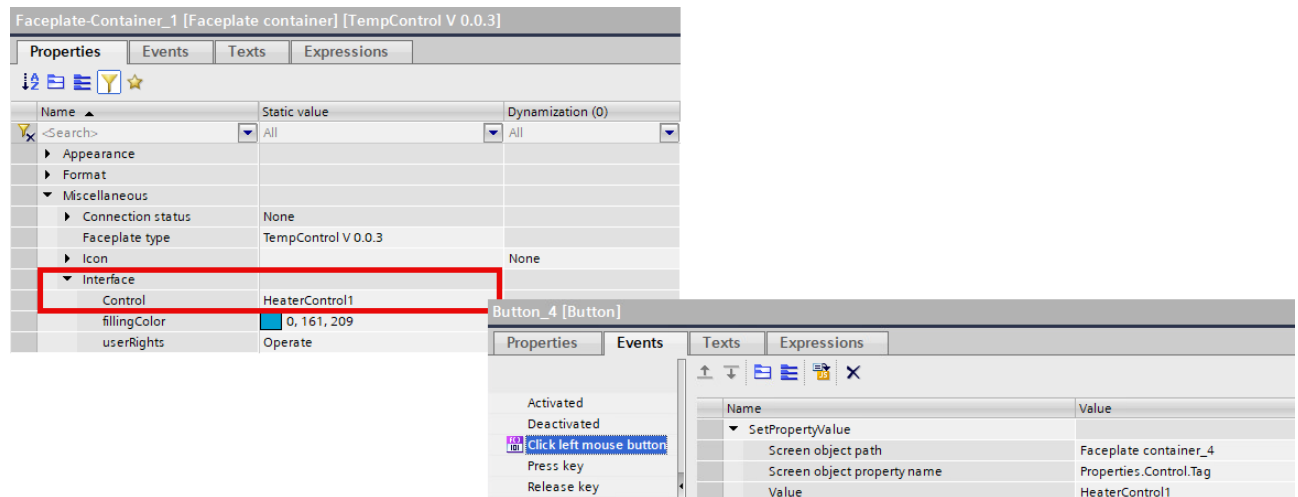 Faceplate-Container_1 [Faceplate container] [TempControl V 0.0.3]
Properties Events Texts Expressions
Name Static value Dynamization (0)
<Search> All All
Appearance
Format
Miscellaneous
Connection status None
Faceplate type TempControl V 0.0.3
Icon None
Interface
Control HeaterControl1
fillingColor 0, 161, 209
userRights Operate
Button_4 [Button]
Properties Events Texts Expressions
Activated
Deactivated
Click left mouse button
Press key
Release key
Name Value
SetPropertyValue
Screen object path Faceplate container_4
Screen object property name Properties.Control.Tag
Value HeaterControl1